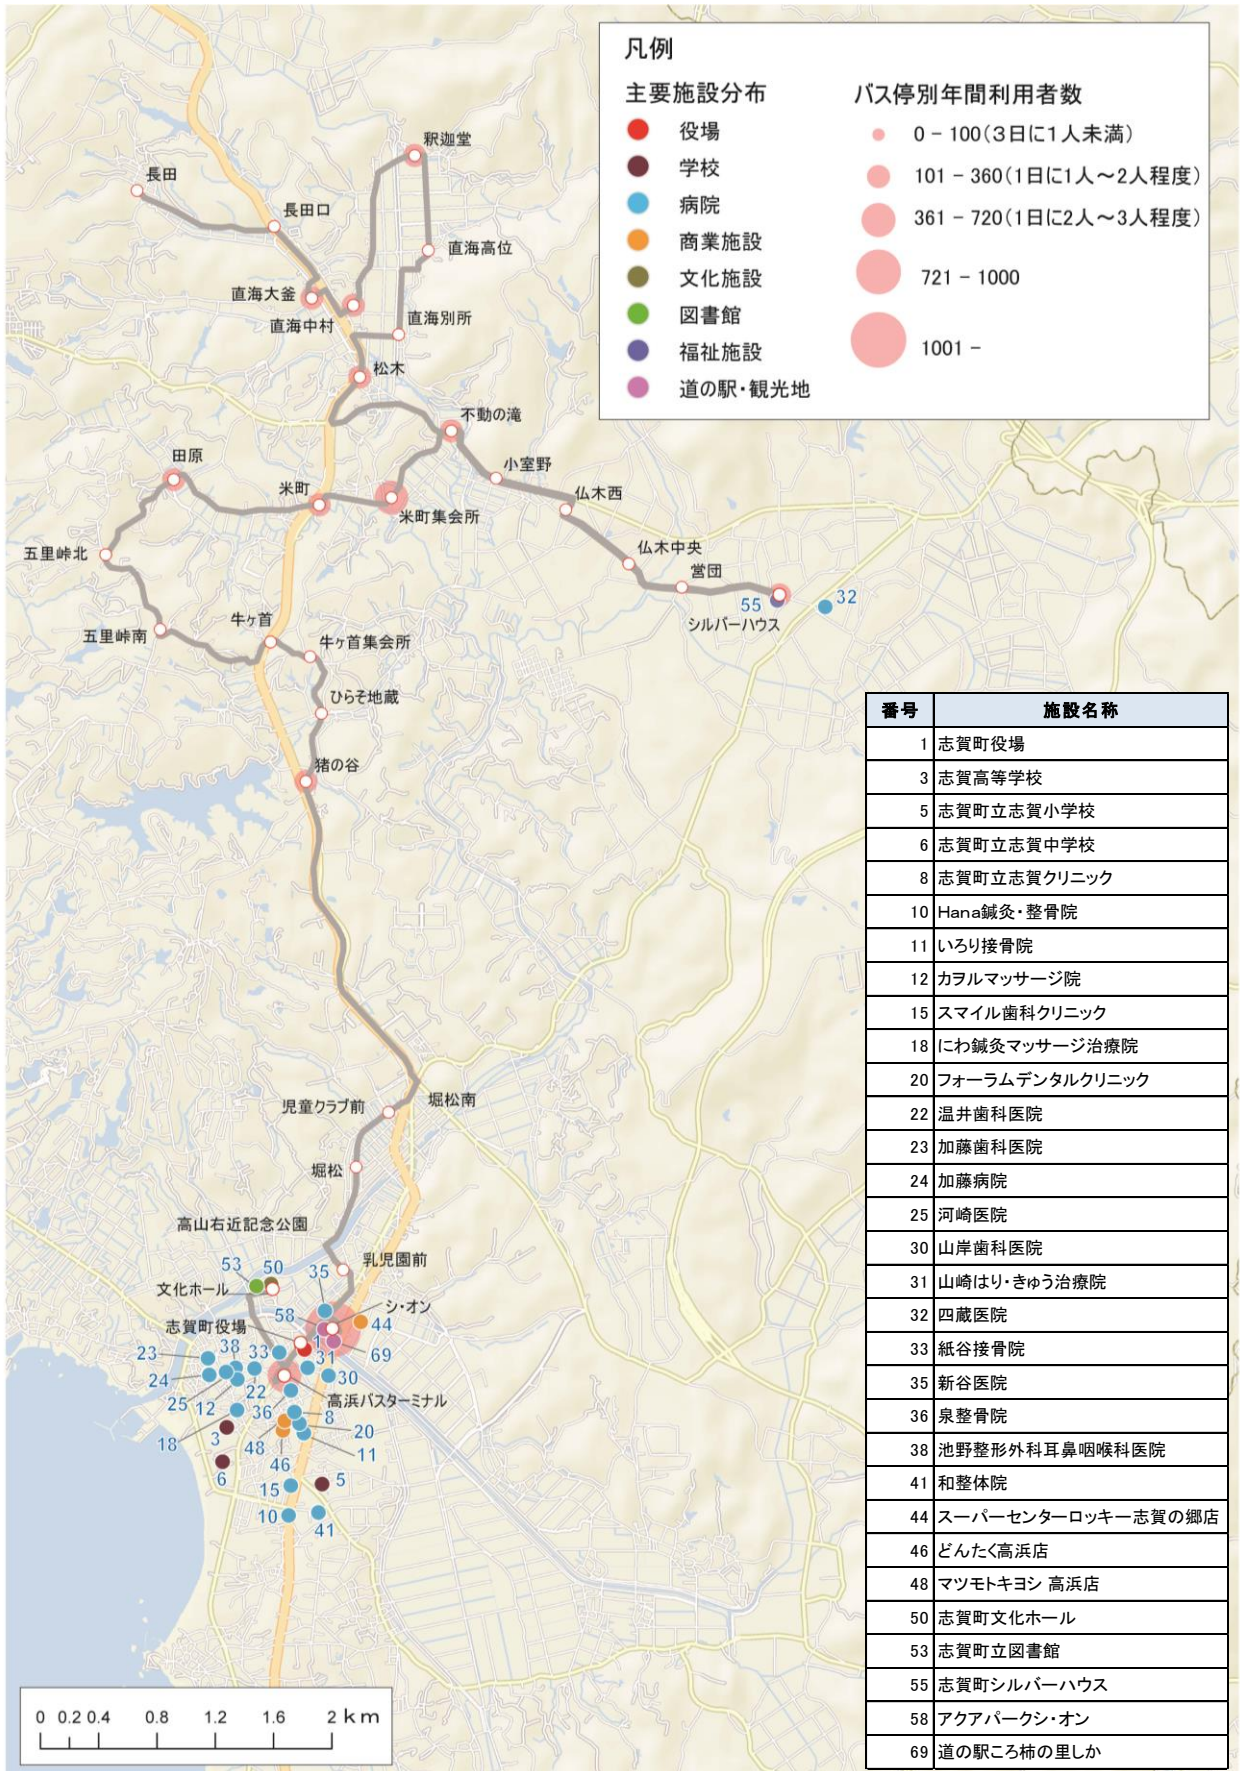 凡例
主要施設分布
役場
学校
病院
商業施設
文化施設
図書館
福祉施設
道の駅・観光地
バス停別年間利用者数
0 - 100(3日に1人未満)
101 - 360(1日に1人～2人程度)
361 - 720(1日に2人～3人程度)
721 - 1000
1001 -
釈迦堂
長田
長田口
直海高位
直海大釜
直海中村
直海別所
松木
不動の滝
田原
小室野
米町
仏木西
米町集会所
五里峠北
仏木中央
営団
55
32
シルバーハウス
牛ヶ首
五里峠南
牛ヶ首集会所
ひらそ地蔵
猪の谷
児童クラブ前
堀松南
堀松
高山右近記念公園
乳児園前
53
50
35
文化ホール
58
シ・オン
志賀町役場
1
44
69
23
38
33
31
24
30
25
12
22
36
高浜バスターミナル
8
18
3
48
20
46
11
6
15
5
10
41
番号 施設名称
1 志賀町役場
3 志賀高等学校
5 志賀町立志賀小学校
6 志賀町立志賀中学校
8 志賀町立志賀クリニック
10 Hana鍼灸・整骨院
11 いろり接骨院
12 カヲルマッサージ院
15 スマイル歯科クリニック
18 にわ鍼灸マッサージ治療院
20 フォーラムデンタルクリニック
22 温井歯科医院
23 加藤歯科医院
24 加藤病院
25 河崎医院
30 山岸歯科医院
31 山崎はり・きゅう治療院
32 四蔵医院
33 紙谷接骨院
35 新谷医院
36 泉整骨院
38 池野整形外科耳鼻咽喉科医院
41 和整体院
44 スーパーセンターロッキー志賀の郷店
46 どんたく高浜店
48 マツモトキヨシ 高浜店
50 志賀町文化ホール
53 志賀町立図書館
55 志賀町シルバーハウス
58 アクアパークシ・オン
69 道の駅ころ柿の里しか
0 0.2 0.4 0.8 1.2 1.6 2 km